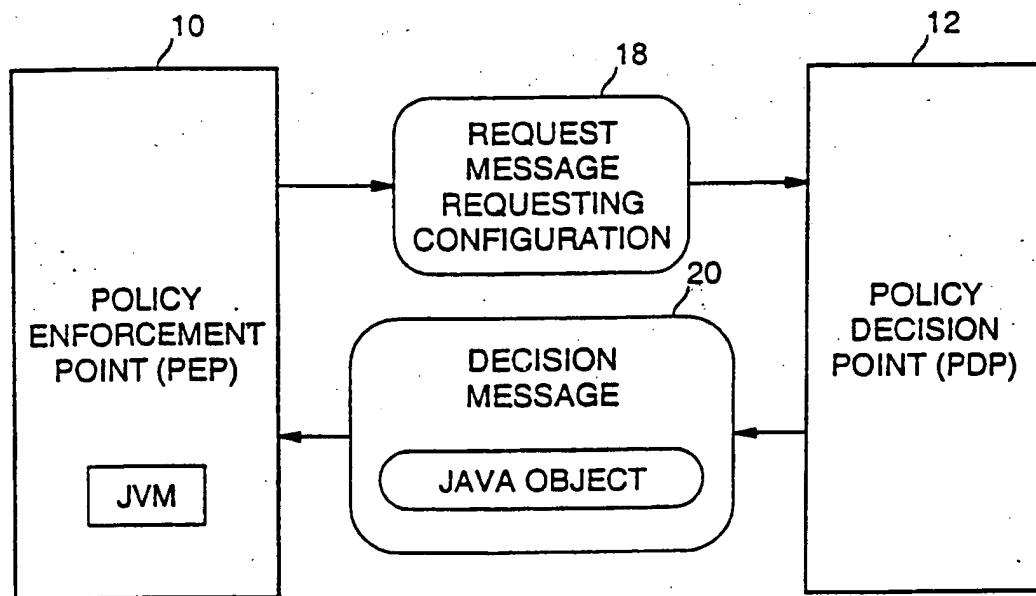 10
18
12
REQUEST
MESSAGE
REQUESTING
CONFIGURATION
20
POLICY
ENFORCEMENT
POINT (PEP)
DECISION
MESSAGE
JAVA OBJECT
JVM
POLICY
DECISION
POINT (PDP)